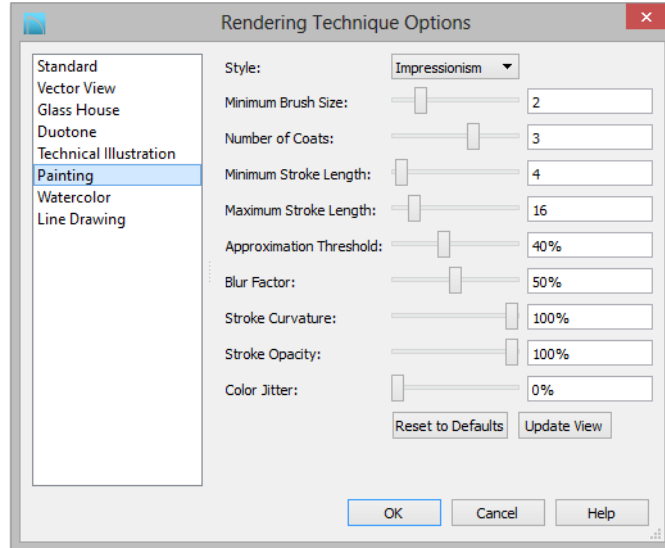 Rendering Technique Options
Standard
Vector View
Glass House
Duotone
Technical Illustration
Painting
Watercolor
Line Drawing
Style: Impressionism
Minimum Brush Size: 2
Number of Coats: 3
Minimum Stroke Length: 4
Maximum Stroke Length: 16
Approximation Threshold: 40%
Blur Factor: 50%
Stroke Curvature: 100%
Stroke Opacity: 100%
Color Jitter: 0%
Reset to Defaults Update View
OK Cancel Help